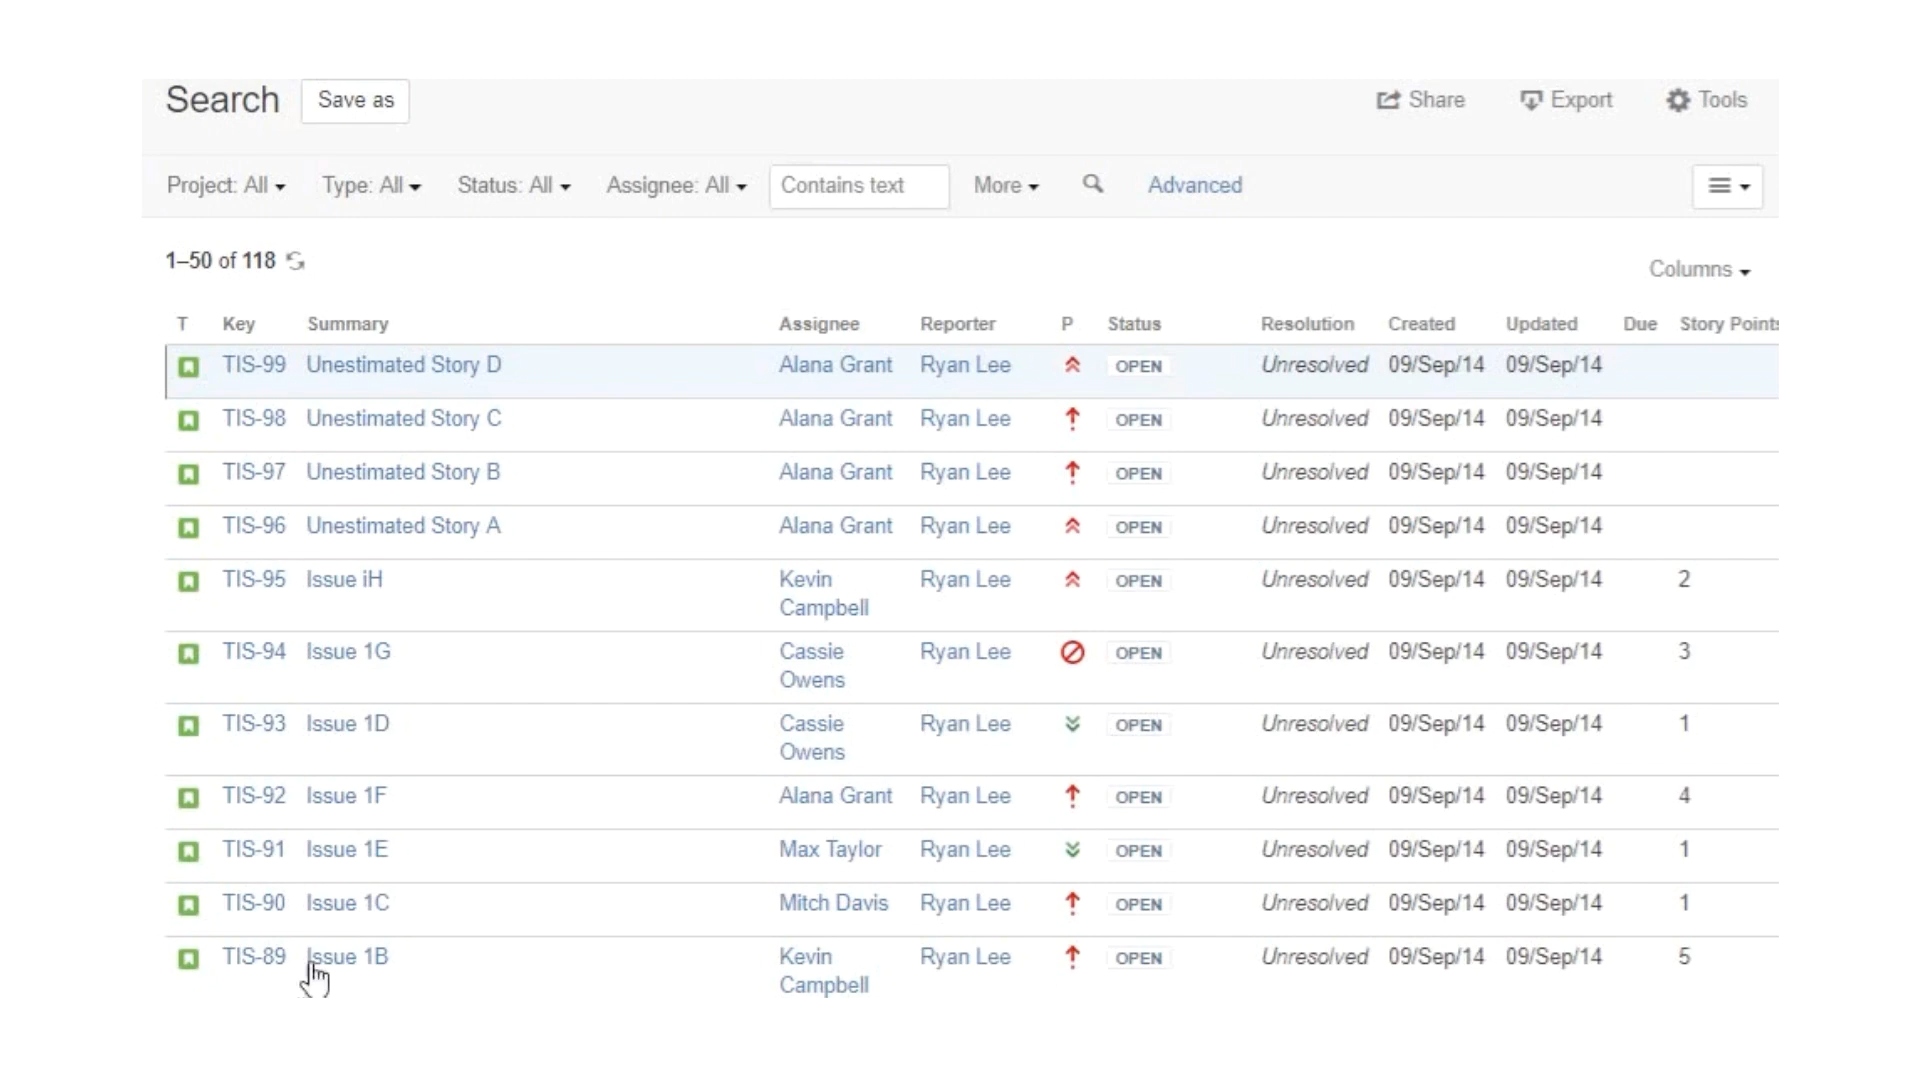 Search Save as Share Export Tools
Project: All Type: All Status: All Assignee: All Contains text More Advanced
1–50 of 118
Columns
T Key Summary Assignee Reporter P Status Resolution Created Updated Due Story Points
TIS-99 Unestimated Story D Alana Grant Ryan Lee OPEN Unresolved 09/Sep/14 09/Sep/14
TIS-98 Unestimated Story C Alana Grant Ryan Lee OPEN Unresolved 09/Sep/14 09/Sep/14
TIS-97 Unestimated Story B Alana Grant Ryan Lee OPEN Unresolved 09/Sep/14 09/Sep/14
TIS-96 Unestimated Story A Alana Grant Ryan Lee OPEN Unresolved 09/Sep/14 09/Sep/14
TIS-95 Issue iH Kevin Ryan Lee OPEN Unresolved 09/Sep/14 09/Sep/14 2
Campbell
TIS-94 Issue 1G Cassie Ryan Lee OPEN Unresolved 09/Sep/14 09/Sep/14 3
Owens
TIS-93 Issue 1D Cassie Ryan Lee OPEN Unresolved 09/Sep/14 09/Sep/14 1
Owens
TIS-92 Issue 1F Alana Grant Ryan Lee OPEN Unresolved 09/Sep/14 09/Sep/14 4
TIS-91 Issue 1E Max Taylor Ryan Lee OPEN Unresolved 09/Sep/14 09/Sep/14 1
TIS-90 Issue 1C Mitch Davis Ryan Lee OPEN Unresolved 09/Sep/14 09/Sep/14 1
TIS-89 Issue 1B Kevin Ryan Lee OPEN Unresolved 09/Sep/14 09/Sep/14 5
Campbell